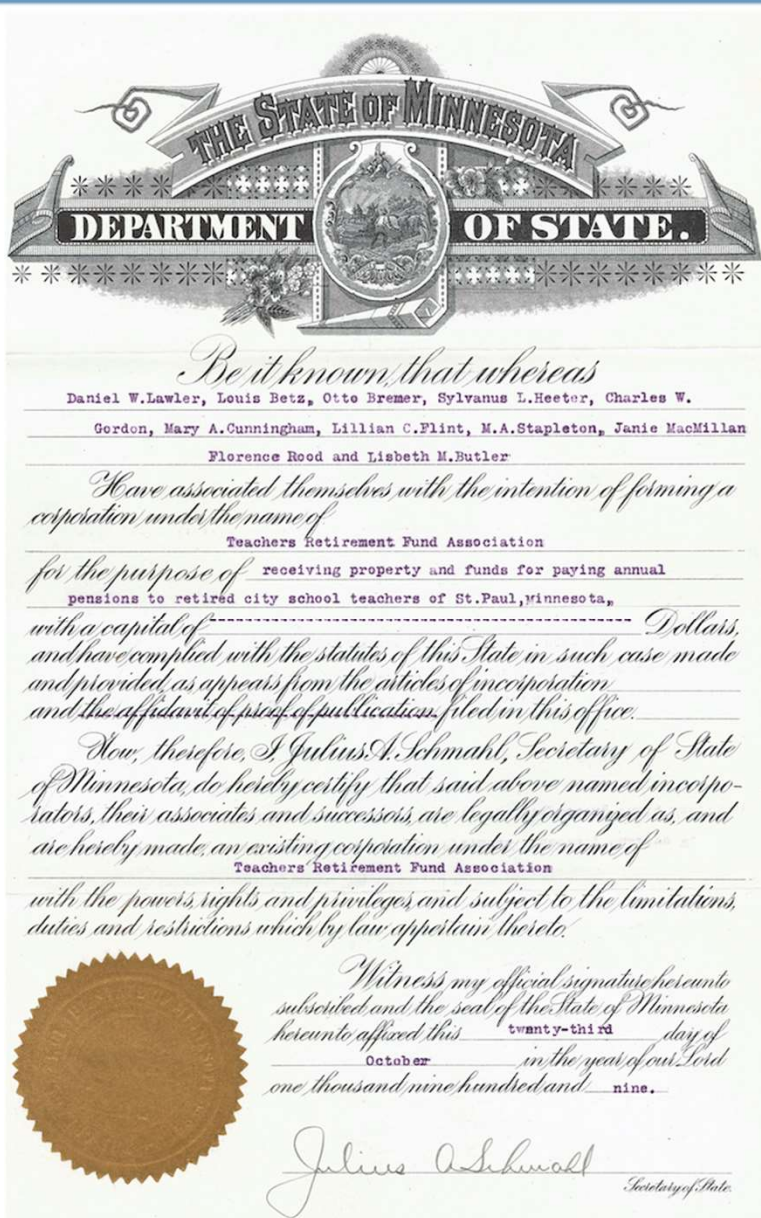 THE STATE OF MINNESOTA
DEPARTMENT OF STATE.
Be it known, that whereas
Daniel W.Lawler, Louis Betz, Otto Bremer, Sylvanus L.Heeter, Charles W.
Gordon, Mary A.Cunningham, Lillian C.Flint, M.A.Stapleton, Janie MacMillan
Florence Rood and Lisbeth M.Butler
Have associated themselves with the intention of forming a
corporation under the name of
Teachers Retirement Fund Association
for the purpose of receiving property and funds for paying annual
pensions to retired city school teachers of St.Paul,Minnesota,
with a capital of ---------------------------------------------------- Dollars,
and have complied with the statutes of this State in such case made
and provided, as appears from the articles of incorporation
and the affidavit of proof of publication, filed in this office.
Now, therefore, I, Julius A. Schmahl, Secretary of State
of Minnesota, do hereby certify that said above named incorpo-
rators, their associates and successors, are legally organized as, and
are hereby made, an existing corporation under the name of
Teachers Retirement Fund Association
with the powers, rights and privileges, and subject to the limitations,
duties and restrictions which by law appertain thereto.
Witness my official signature hereunto
subscribed and the seal of the State of Minnesota
hereunto affixed this twenty-third day of
October in the year of our Lord
one thousand nine hundred and nine.
Julius A Schmahl
Secretary of State.